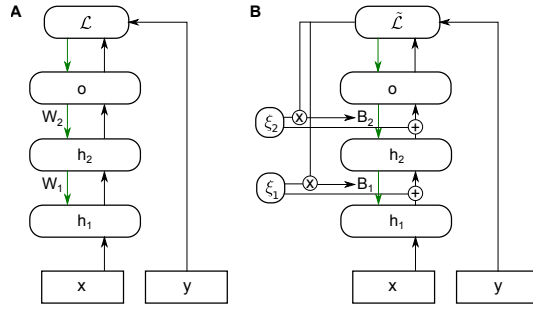 A
ℒ
o
W₂
h₂
W₁
h₁
x
y
B
ℒ̃
o
ξ₂
x
B₂
+
h₂
ξ₁
x
B₁
+
h₁
x
y